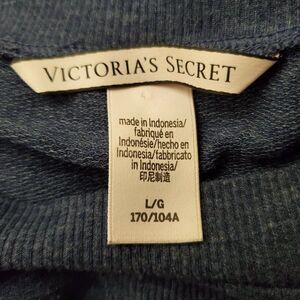 VICTORIA'S SECRET
made in Indonesia/
fabriqué en
Indonésie/hecho en
Indonesia/fabbricato
in Indonesia/
印尼制造
L/G
170/104A